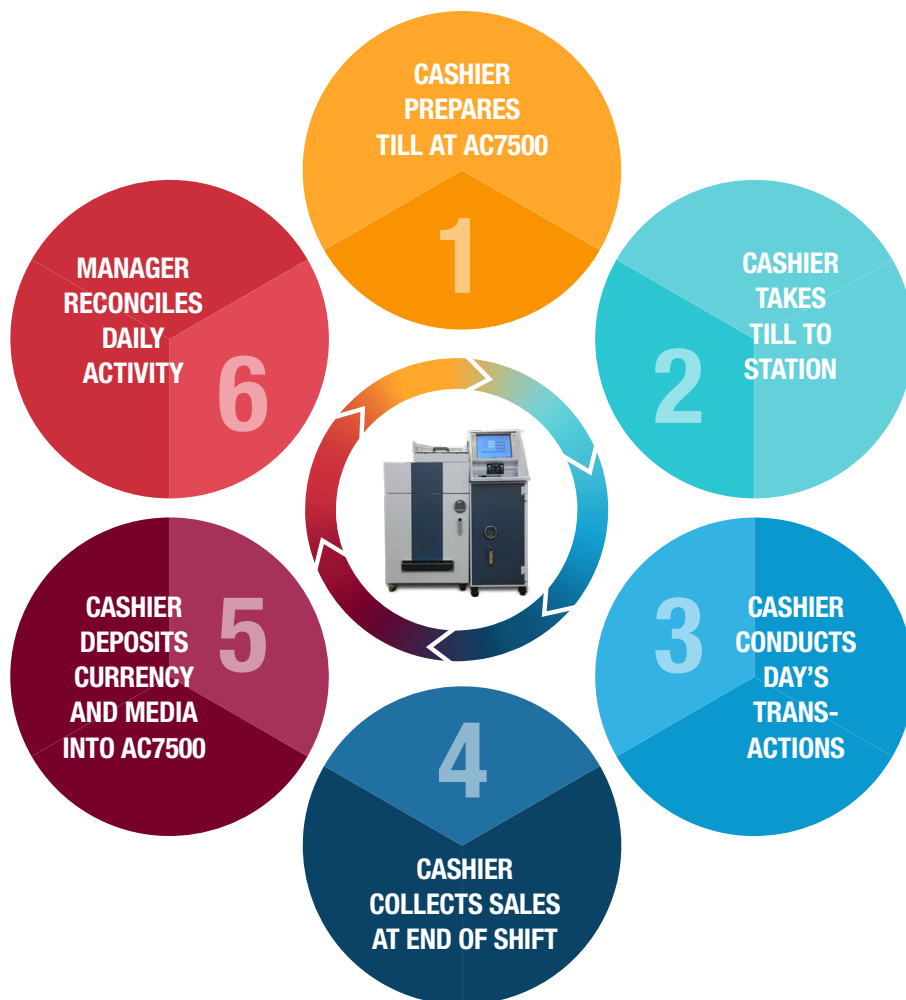 CASHIER
PREPARES
TILL AT AC7500
1
CASHIER
TAKES
TILL TO
STATION
2
3
CASHIER
CONDUCTS
DAY’S
TRANS-
ACTIONS
4
CASHIER
COLLECTS SALES
AT END OF SHIFT
5
CASHIER
DEPOSITS
CURRENCY
AND MEDIA
INTO AC7500
MANAGER
RECONCILES
DAILY
ACTIVITY
6